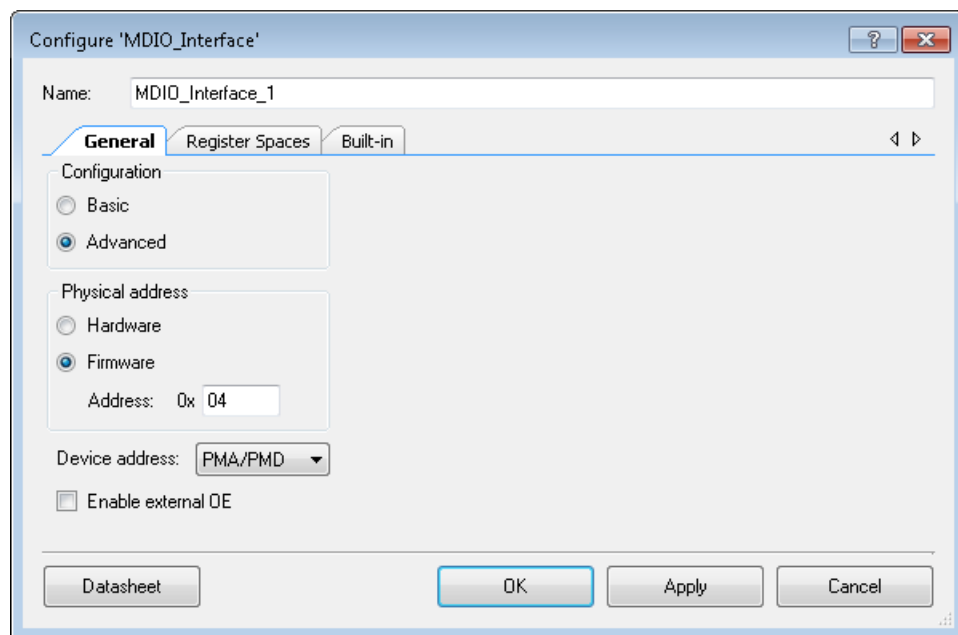 Configure 'MDIO_Interface'
Name: MDIO_Interface_1
General Register Spaces Built-in
Configuration
Basic
Advanced
Physical address
Hardware
Firmware
Address: 0x 04
Device address: PMA/PMD
Enable external OE
Datasheet OK Apply Cancel